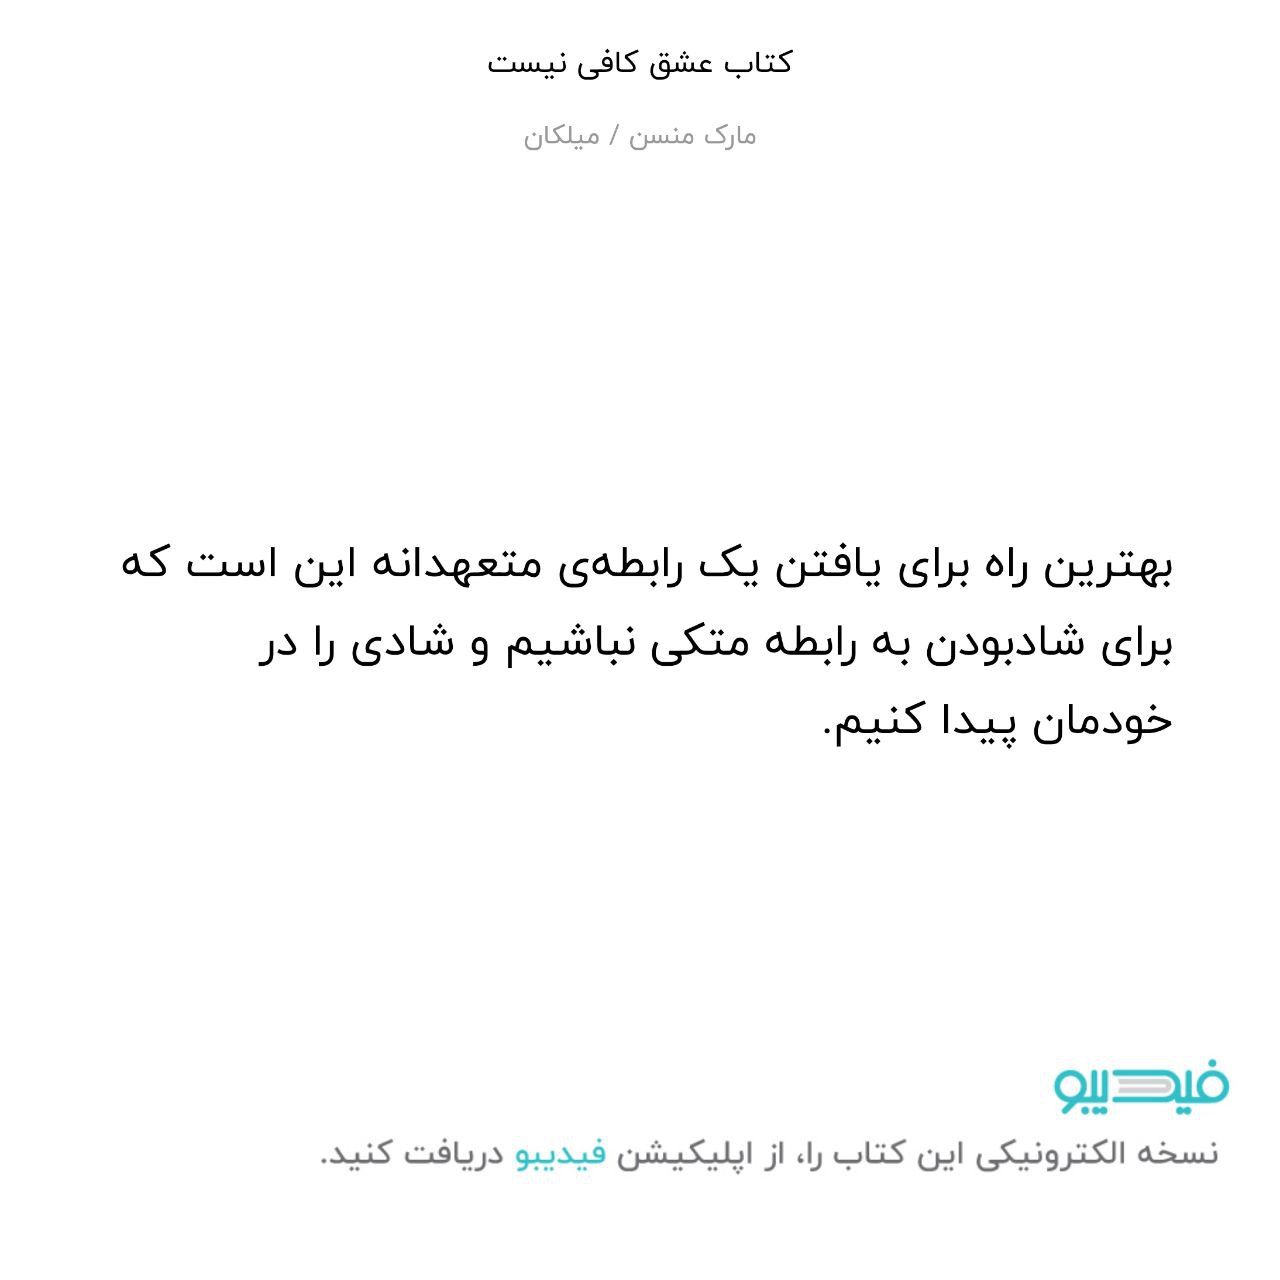 کتاب عشق کافی نیست
مارک منسن / میلکان
بهترین راه برای یافتن یک رابطه‌ی متعهدانه این است که
برای شادبودن به رابطه متکی نباشیم و شادی را در
خودمان پیدا کنیم.
فیدیبو
نسخه الکترونیکی این کتاب را، از اپلیکیشن فیدیبو دریافت کنید.